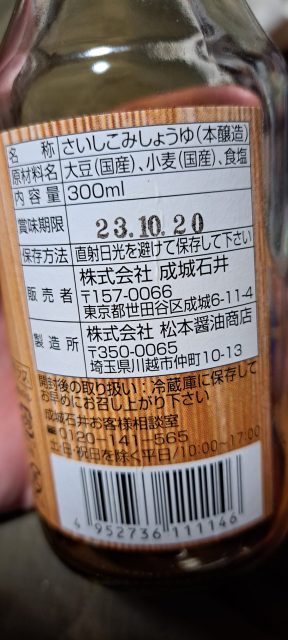 名 称 さいしこみしょうゆ(本醸造)
原材料名 大豆(国産)、小麦(国産)、食塩
内 容 量 300ml
賞味期限 23.10.20
保存方法 直射日光を避けて保存して下さい
販 売 者 株式会社 成城石井
〒157-0066
東京都世田谷区成城6-11-4
製 造 所 株式会社 松本醤油商店
〒350-0065
埼玉県川越市仲町10-13
開封後の取り扱い:冷蔵庫に保存して
お早めにお召し上がり下さい
成城石井お客様相談室
0120-141-565
土・日・祝日を除く平日/10:00~17:00
4 952736 111146